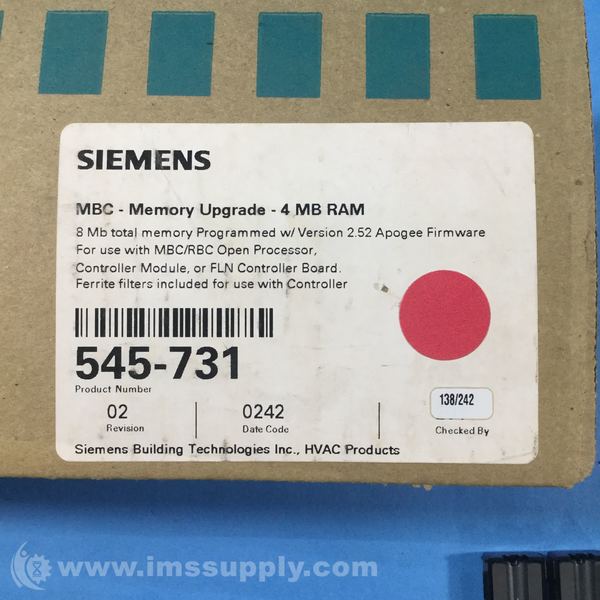 SIEMENS
MBC - Memory Upgrade - 4 MB RAM
8 Mb total memory Programmed w/ Version 2.52 Apogee Firmware
For use with MBC/RBC Open Processor,
Controller Module, or FLN Controller Board.
Ferrite filters included for use with Controller
545-731
Product Number
02 0242 138/242
Revision Date Code Checked By
Siemens Building Technologies Inc., HVAC Products
www.imssupply.com